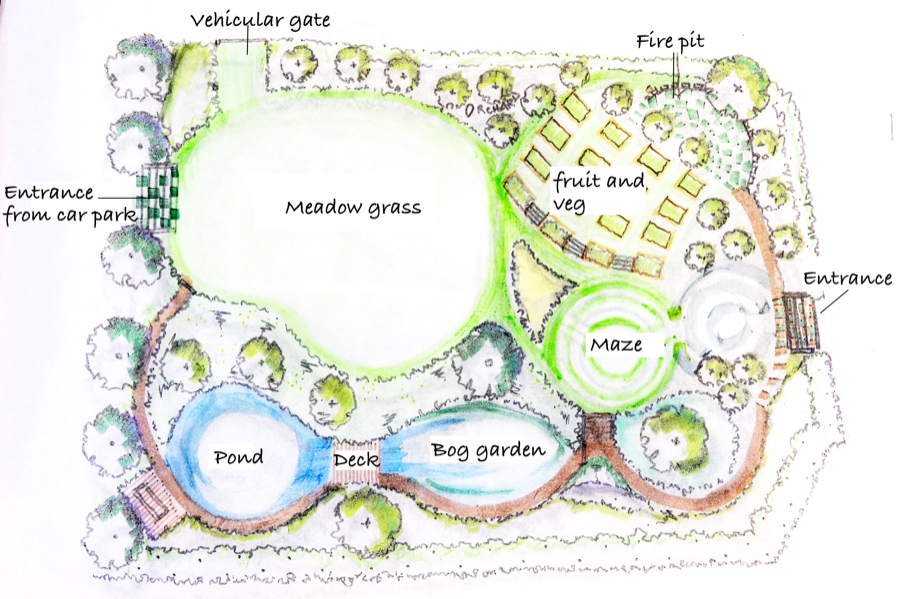 Vehicular gate
Fire pit
ORCHARD
fruit and
veg
Entrance
from car park
Meadow grass
Entrance
Maze
Pond
Deck
Bog garden